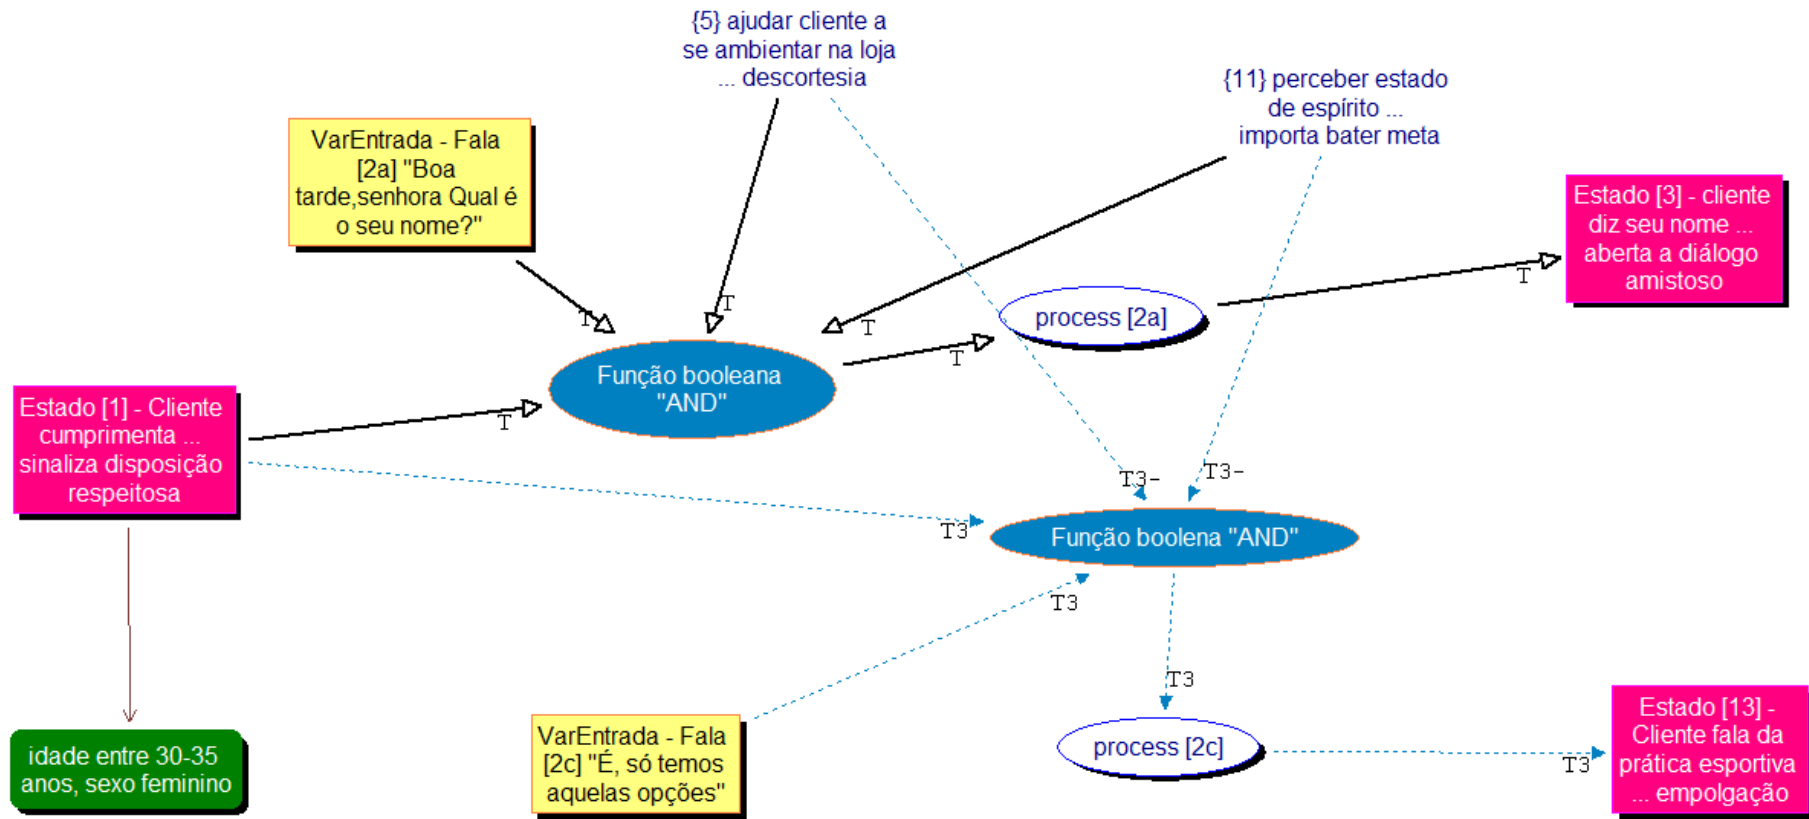 {5} ajudar cliente a
se ambientar na loja
... descortesia
{11} perceber estado
de espírito ...
importa bater meta
VarEntrada - Fala
[2a] "Boa
tarde,senhora Qual é
o seu nome?"
Estado [3] - cliente
diz seu nome ...
aberta a diálogo
amistoso
T
T
T
T
process [2a]
T
Função booleana
"AND"
Estado [1] - Cliente
cumprimenta ...
sinaliza disposição
respeitosa
T
T3-
T3-
T3
Função boolena "AND"
T3
T3
VarEntrada - Fala
[2c] "É, só temos
aquelas opções"
process [2c]
T3
Estado [13] -
Cliente fala da
prática esportiva
... empolgação
idade entre 30-35
anos, sexo feminino